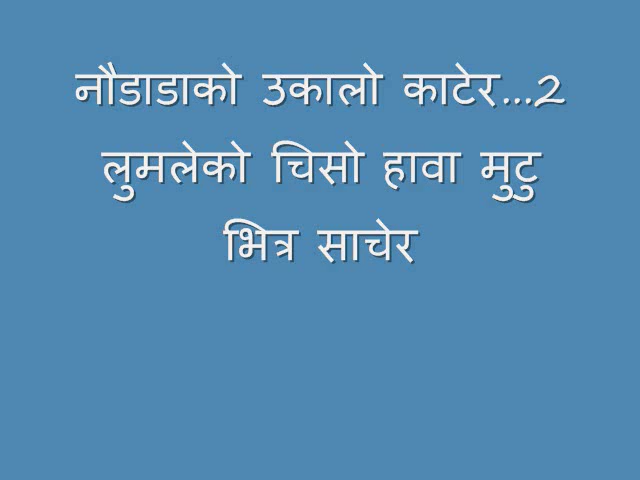 नौडाडाको उकालो काटेर...2
लुमलेको चिसो हावा मुटु
भित्र साचेर